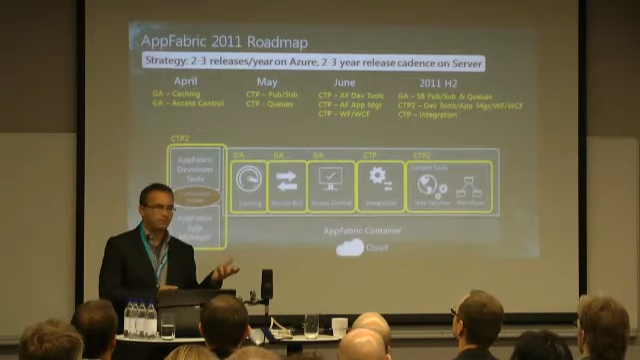 AppFabric 2011 Roadmap
Strategy: 2-3 releases/year on Azure, 2-3 year release cadence on Server
April
GA – Caching
GA – Access Control
May
CTP – Pub/Sub
CTP – Queues
June
CTP – AF Dev Tools
CTP – AF App Mgr
CTP – WF/WCF
2011 H2
GA – SB Pub/Sub & Queues
CTP2 – Dev Tools/App Mgr/WF/WCF
CTP – Integration
CTP2
AppFabric
Developer
Tools
AppFabric
App
Manager
GA
Caching
GA
Service Bus
GA
Access Control
CTP
Integration
CTP2
Custom Code
Web Services
Workflows
AppFabric Container
Cloud